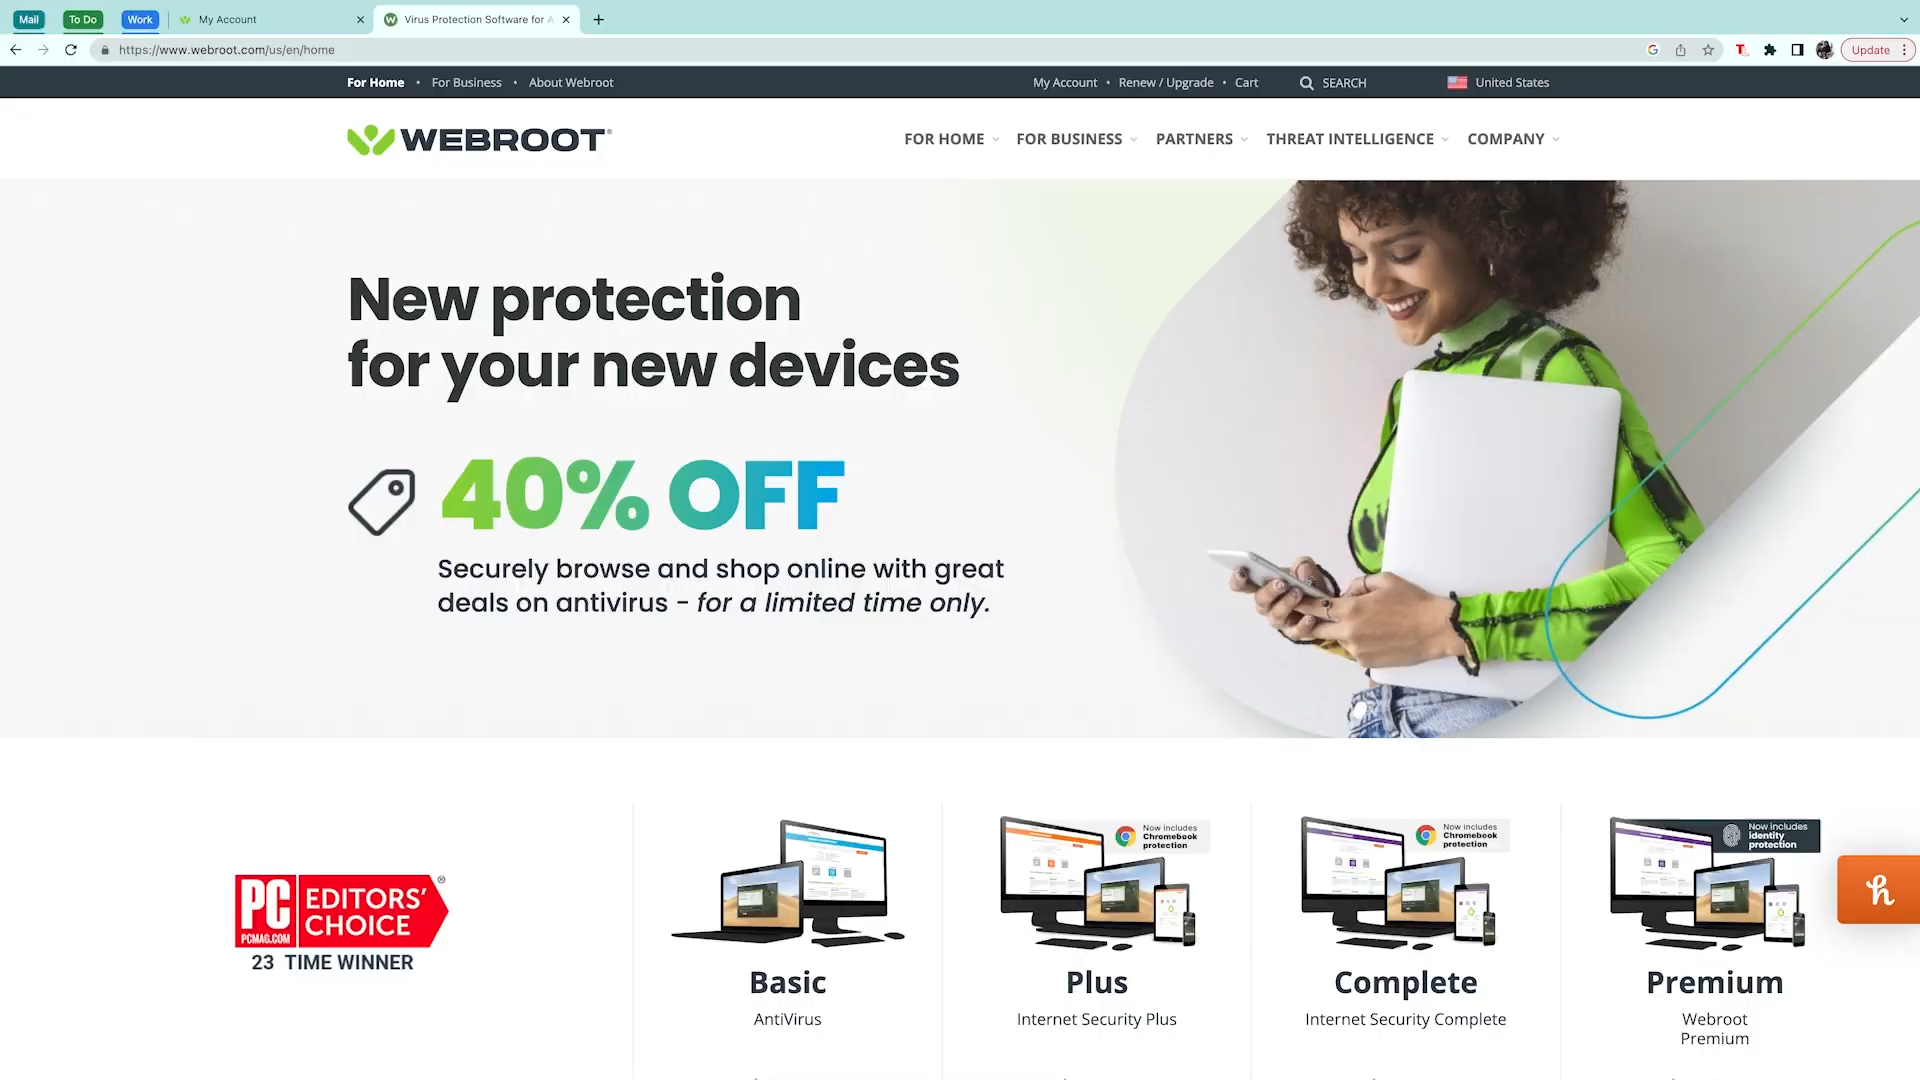 Mail
To Do
Work
My Account
Virus Protection Software for A
https://www.webroot.com/us/en/home
Update
For Home • For Business • About Webroot
My Account • Renew / Upgrade • Cart
SEARCH
United States
WEBROOT®
FOR HOME
FOR BUSINESS
PARTNERS
THREAT INTELLIGENCE
COMPANY
New protection
for your new devices
40% OFF
Securely browse and shop online with great
deals on antivirus - for a limited time only.
PC
PCMAG.COM
EDITORS'
CHOICE
®
23 TIME WINNER
Basic
AntiVirus
Now includes
Chromebook
protection
Plus
Internet Security Plus
Now includes
Chromebook
protection
Complete
Internet Security Complete
Now includes
identity
protection
Premium
Webroot
Premium
h